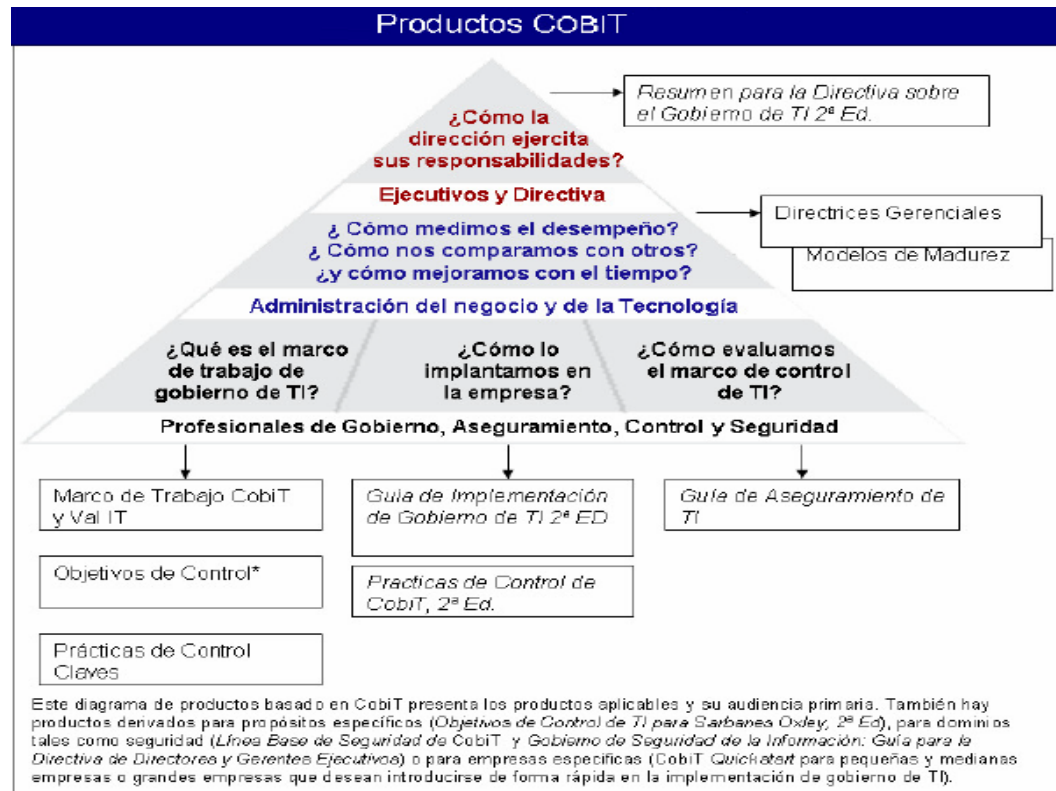 Productos COBIT
Resumen para la Directiva sobre
el Gobierno de TI 2ª Ed.
¿Cómo la
dirección ejercita
sus responsabilidades?
Ejecutivos y Directiva
Directrices Gerenciales
Modelos de Madurez
¿ Cómo medimos el desempeño?
¿ Cómo nos comparamos con otros?
¿y cómo mejoramos con el tiempo?
Administración del negocio y de la Tecnología
¿Qué es el marco
de trabajo de
gobierno de TI?
¿Cómo lo
implantamos en
la empresa?
¿Cómo evaluamos
el marco de control
de TI?
Profesionales de Gobierno, Aseguramiento, Control y Seguridad
Marco de Trabajo CobiT
y Val IT
Objetivos de Control*
Prácticas de Control
Claves
Guia de Implementación
de Gobierno de TI 2ª ED
Practicas de Control de
CobiT, 2ª Ed.
Guía de Aseguramiento de
TI
Este diagrama de productos basado en CobiT presenta los productos aplicables y su audiencia primaria. También hay
productos derivados para propósitos específicos (Objetivos de Control de TI para Sarbanes Oxley, 2ª Ed), para dominios
tales como seguridad (Línea Base de Seguridad de CobiT y Gobierno de Seguridad de la Información: Guía para la
Directiva de Directores y Gerentes Ejecutivos) o para empresas especificas (CobiT Quickstart para pequeñas y medianas
empresas o grandes empresas que desean introducirse de forma rápida en la implementación de gobierno de TI).